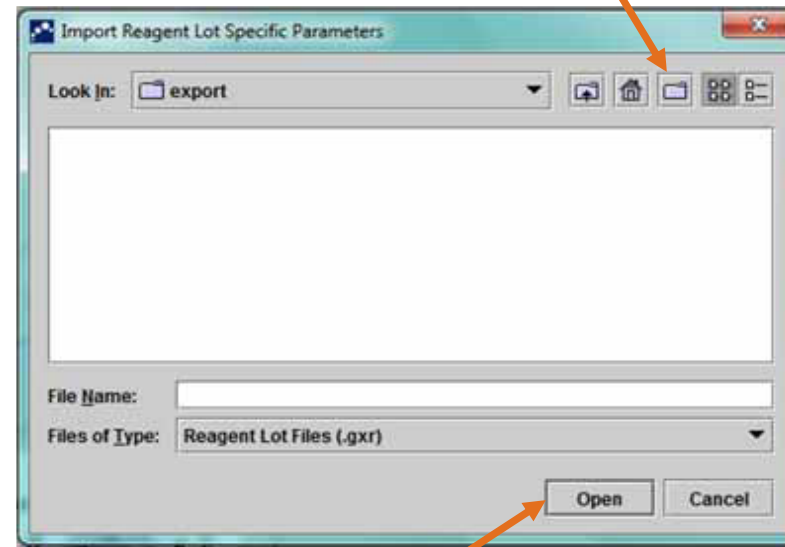 Import Reagent Lot Specific Parameters
Look In: export
File Name:
Files of Type: Reagent Lot Files (.gxr)
Open Cancel